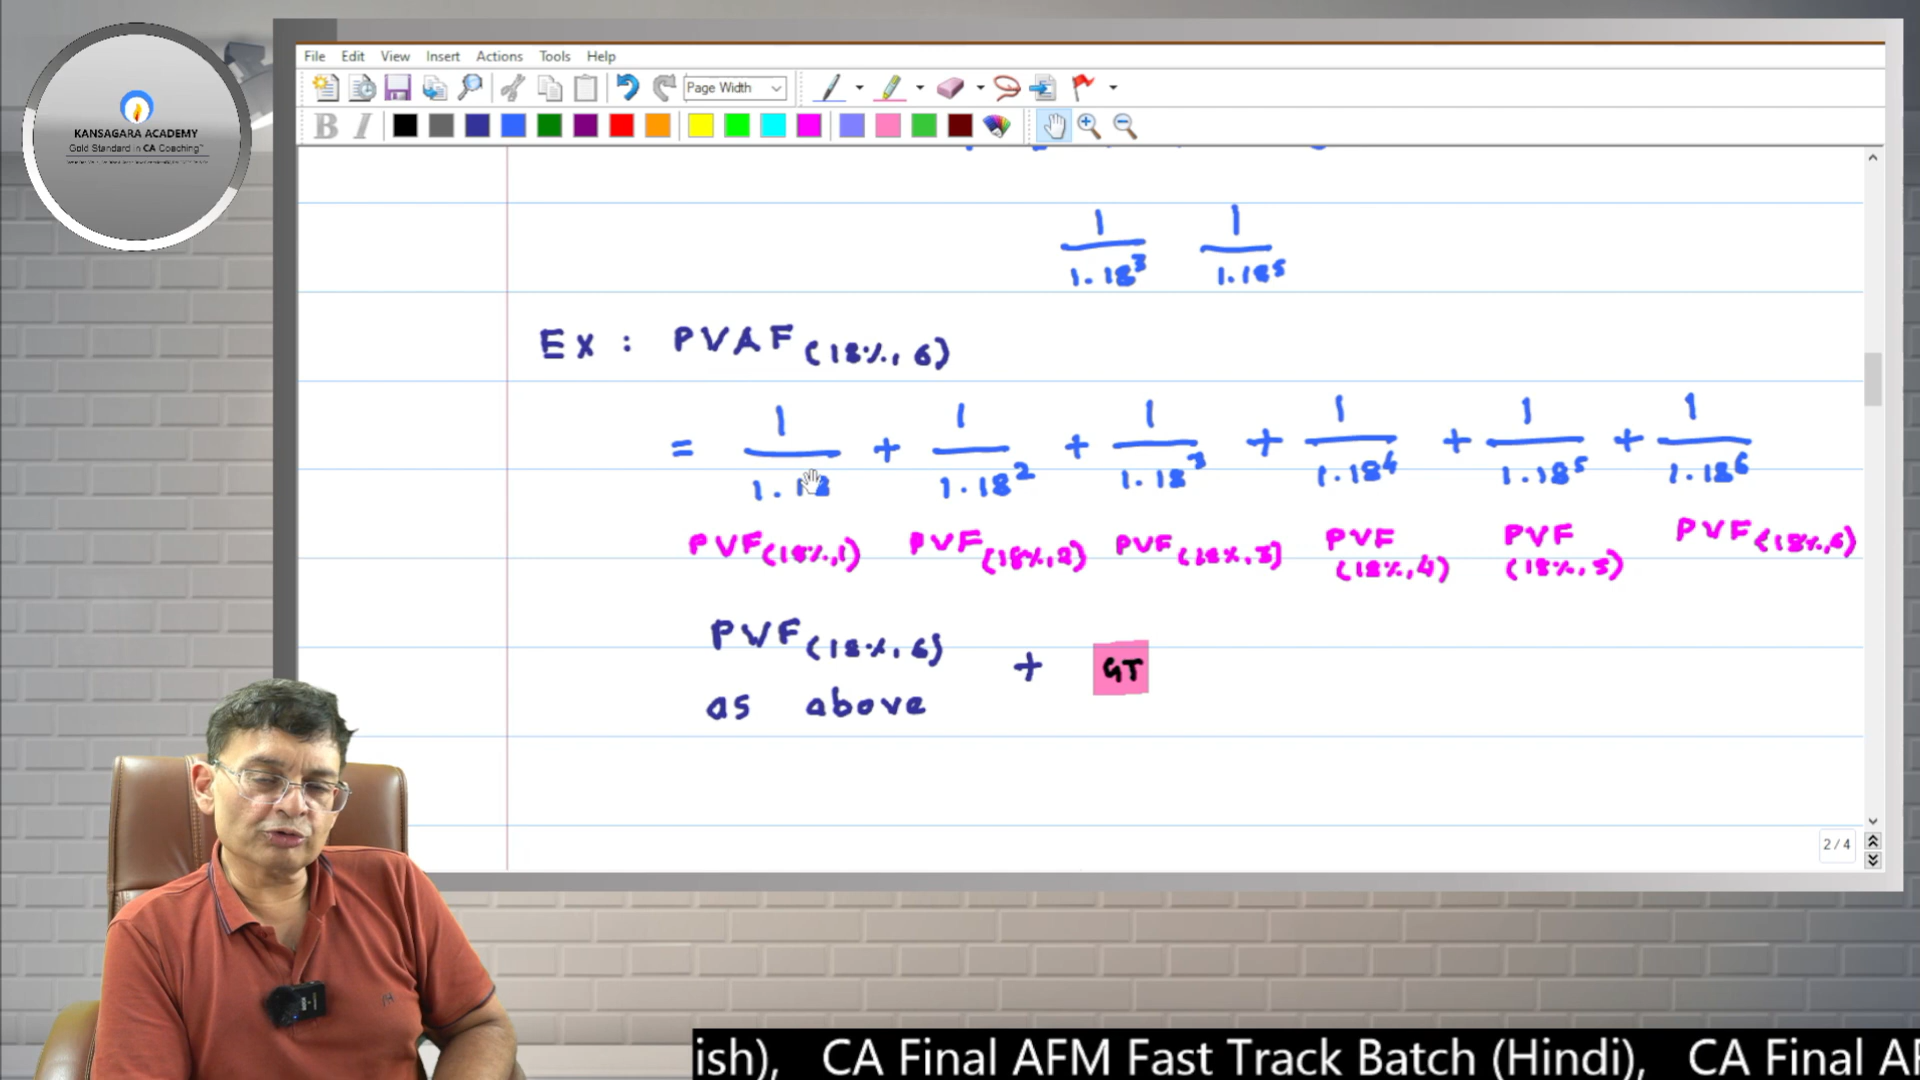 KANSAGARA ACADEMY
Gold Standard in CA Coaching™
File Edit View Insert Actions Tools Help
Page Width
B I
1 1
1.18³ 1.18⁵
Ex : PVAF(18%, 6)
= 1 + 1 + 1 + 1 + 1 + 1
1.18 1.18² 1.18³ 1.18⁴ 1.18⁵ 1.18⁶
PVF(18%,1) PVF(18%,2) PVF(18%,3) PVF(18%,4) PVF(18%,5) PVF(18%,6)
PVF(18%, 6) + GT
as above
2 / 4
ish), CA Final AFM Fast Track Batch (Hindi), CA Final AF